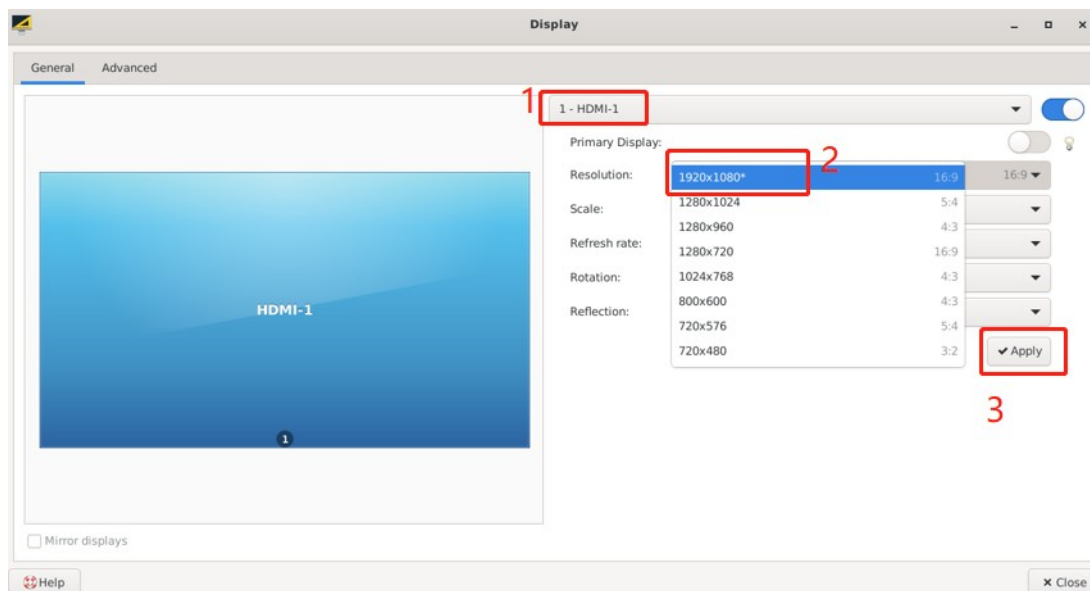 Display
General Advanced
1
1 - HDMI-1
Primary Display:
2
Resolution:
16:9
1920x1080* 16:9
1280x1024 5:4
1280x960 4:3
1280x720 16:9
1024x768 4:3
800x600 4:3
720x576 5:4
720x480 3:2
Scale:
Refresh rate:
Rotation:
Reflection:
Apply
3
HDMI-1
1
Mirror displays
Help
Close